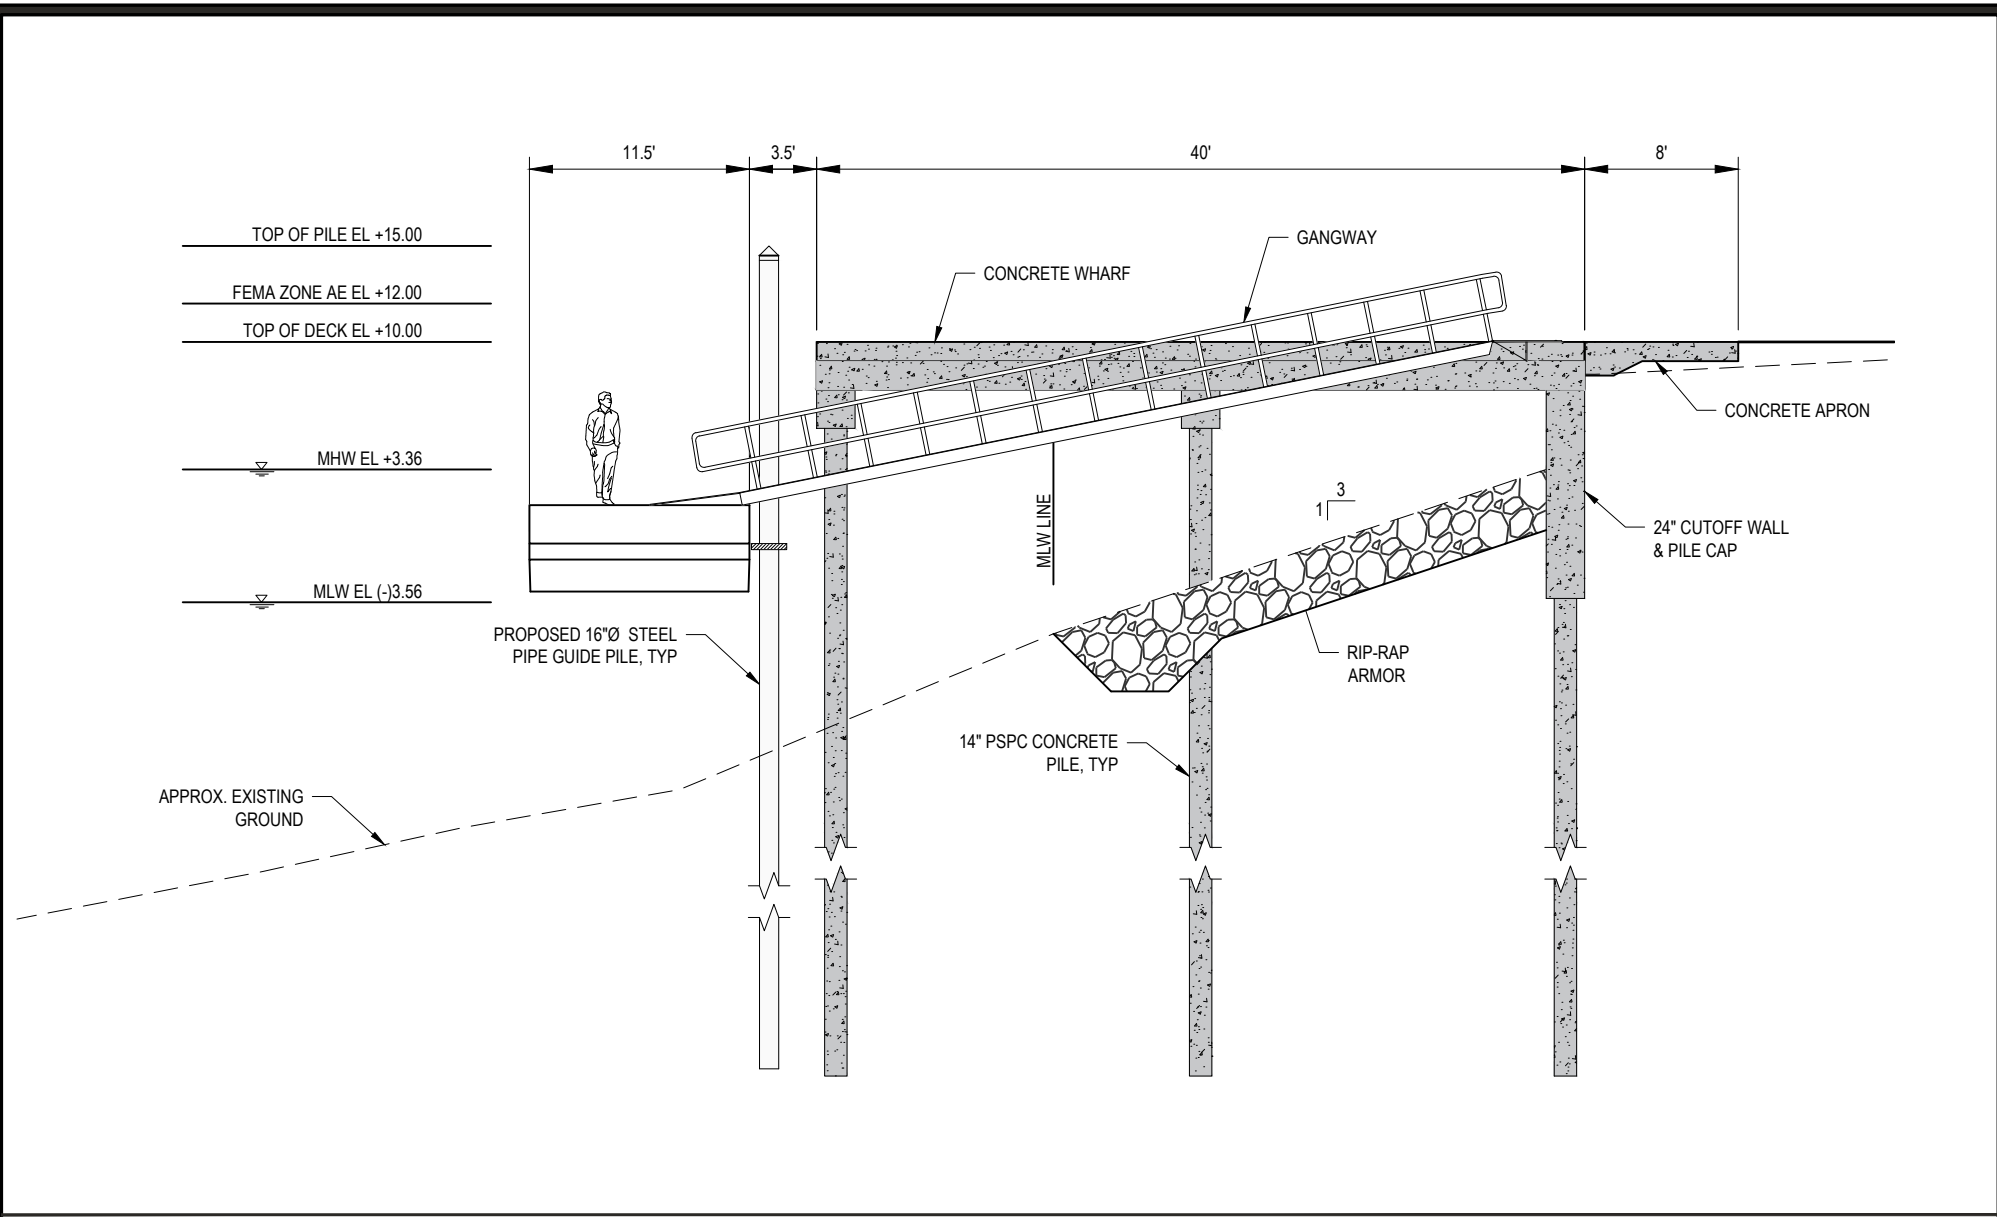 11.5'
3.5'
40'
8'
TOP OF PILE EL +15.00
GANGWAY
CONCRETE WHARF
FEMA ZONE AE EL +12.00
TOP OF DECK EL +10.00
CONCRETE APRON
MHW EL +3.36
MLW LINE
3
1
24" CUTOFF WALL
& PILE CAP
MLW EL (-)3.56
PROPOSED 16"Ø STEEL
PIPE GUIDE PILE, TYP
RIP-RAP
ARMOR
14" PSPC CONCRETE
PILE, TYP
APPROX. EXISTING
GROUND